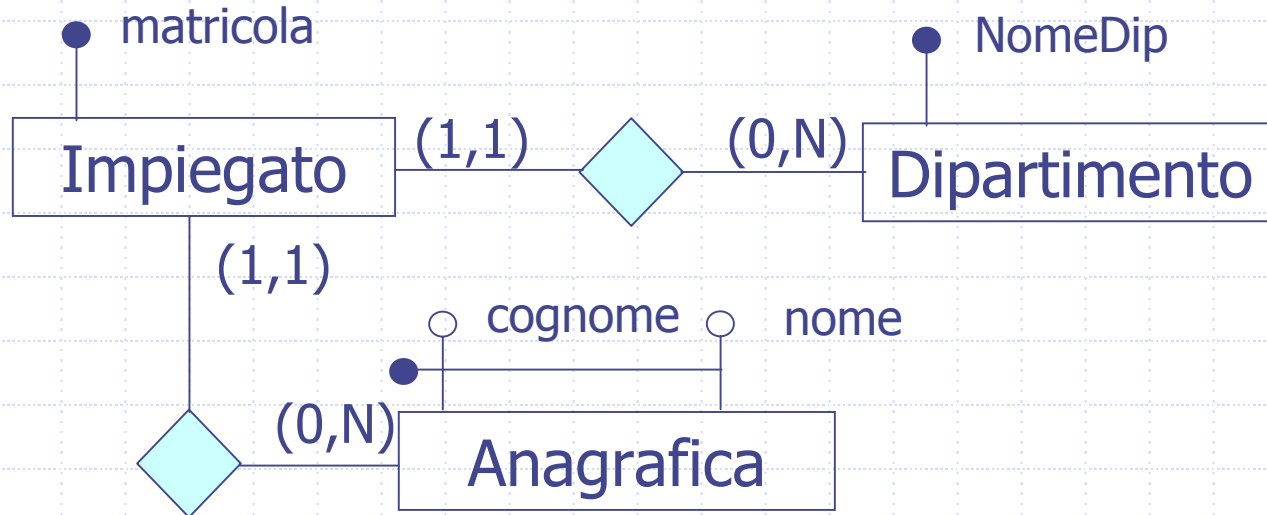 matricola
NomeDip
Impiegato
(1,1)
(0,N)
Dipartimento
(1,1)
cognome
nome
(0,N)
Anagrafica